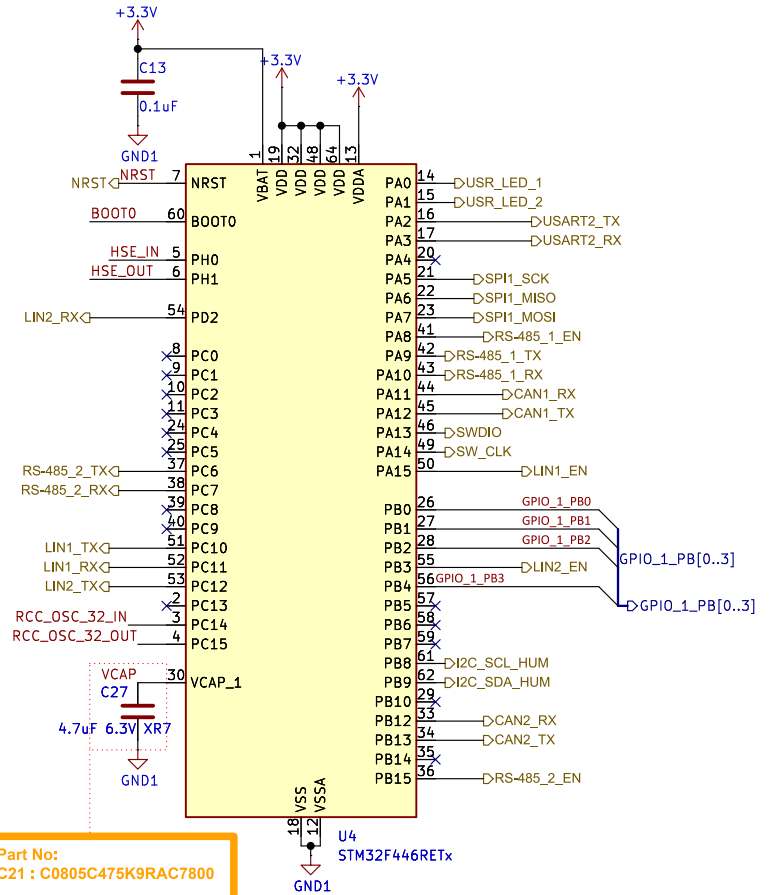 +3.3V
C13
0.1uF
GND1
+3.3V
+3.3V
1
19
32
48
64
13
VBAT
VDD
VDD
VDD
VDD
VDDA
NRST NRST 7 NRST
BOOT0 60 BOOT0
HSE_IN 5 PH0
HSE_OUT 6 PH1
LIN2_RX 54 PD2
8 PC0
9 PC1
10 PC2
11 PC3
24 PC4
25 PC5
RS-485_2_TX 37 PC6
RS-485_2_RX 38 PC7
39 PC8
40 PC9
LIN1_TX 51 PC10
LIN1_RX 52 PC11
LIN2_TX 53 PC12
2 PC13
RCC_OSC_32_IN 3 PC14
RCC_OSC_32_OUT 4 PC15
VCAP 30 VCAP_1
C27
4.7uF 6.3V XR7
GND1
PA0 14 USR_LED_1
PA1 15 USR_LED_2
PA2 16 USART2_TX
PA3 17 USART2_RX
PA4 20
PA5 21 SPI1_SCK
PA6 22 SPI1_MISO
PA7 23 SPI1_MOSI
PA8 41 RS-485_1_EN
PA9 42 RS-485_1_TX
PA10 43 RS-485_1_RX
PA11 44 CAN1_RX
PA12 45 CAN1_TX
PA13 46 SWDIO
PA14 49 SW_CLK
PA15 50 LIN1_EN
PB0 26 GPIO_1_PB0
PB1 27 GPIO_1_PB1
PB2 28 GPIO_1_PB2
GPIO_1_PB[0..3]
PB3 55 LIN2_EN
PB4 56 GPIO_1_PB3
GPIO_1_PB[0..3]
PB5 57
PB6 58
PB7 59
PB8 61 I2C_SCL_HUM
PB9 62 I2C_SDA_HUM
PB10 29
PB12 33 CAN2_RX
PB13 34 CAN2_TX
PB14 35
PB15 36 RS-485_2_EN
VSS
VSSA
18
12
U4
STM32F446RETx
GND1
Part No:
C21 : C0805C475K9RAC7800